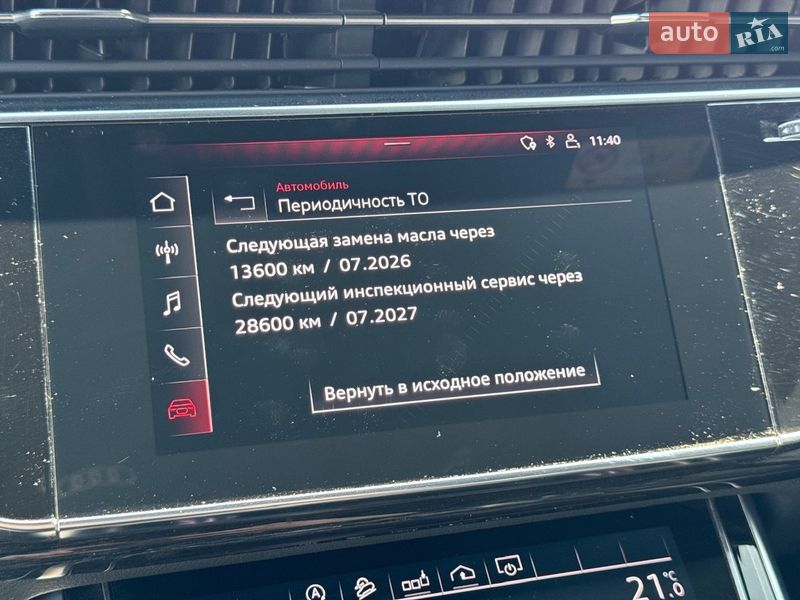 auto RIA
.com
11:40
Автомобиль
Периодичность ТО
Следующая замена масла через
13600 км / 07.2026
Следующий инспекционный сервис через
28600 км / 07.2027
Вернуть в исходное положение
21.0 °C